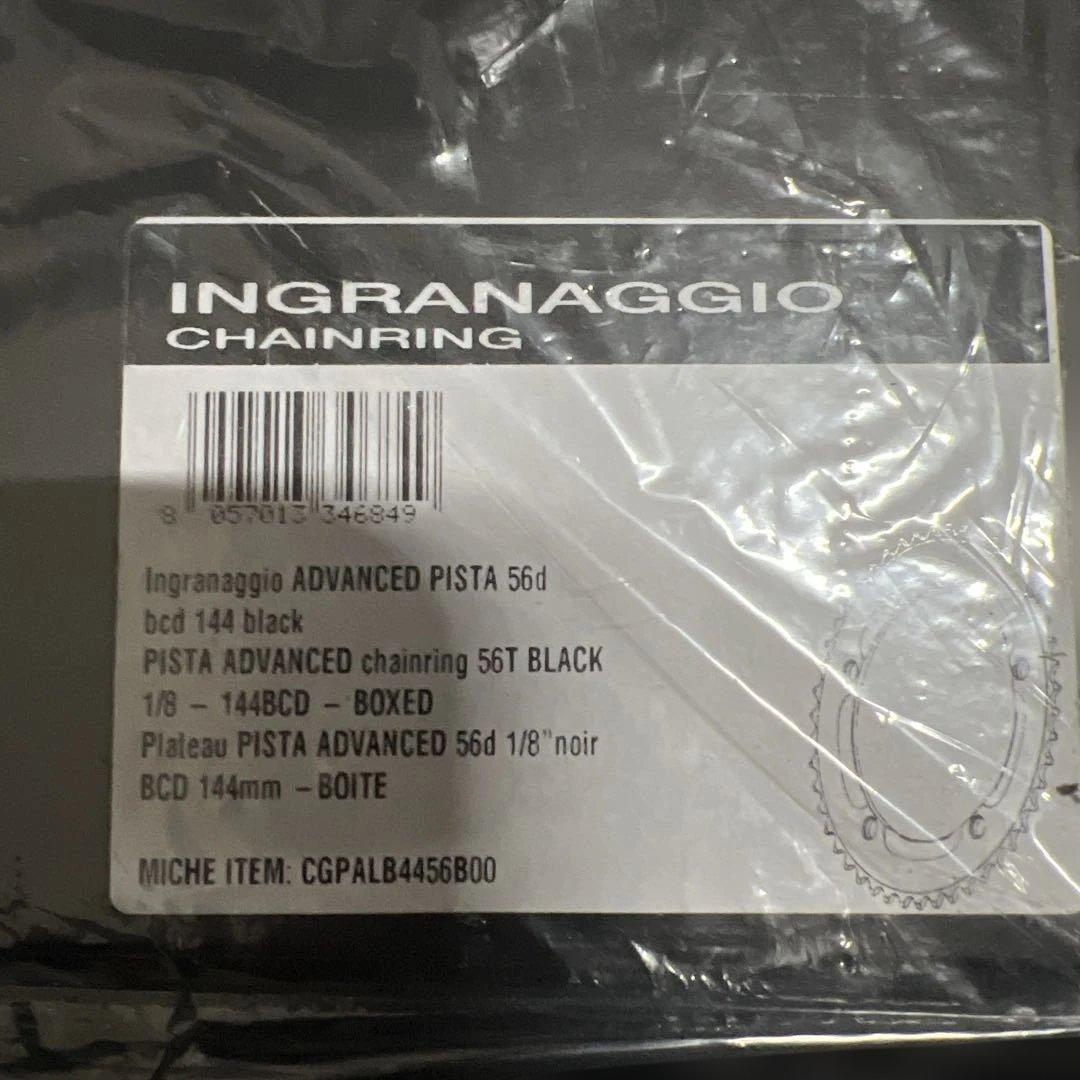 INGRANAGGIO
CHAINRING
8 057013 346849
Ingranaggio ADVANCED PISTA 56d
bcd 144 black
PISTA ADVANCED chainring 56T BLACK
1/8 – 144BCD – BOXED
Plateau PISTA ADVANCED 56d 1/8"noir
BCD 144mm – BOITE
MICHE ITEM: CGPALB4456B00